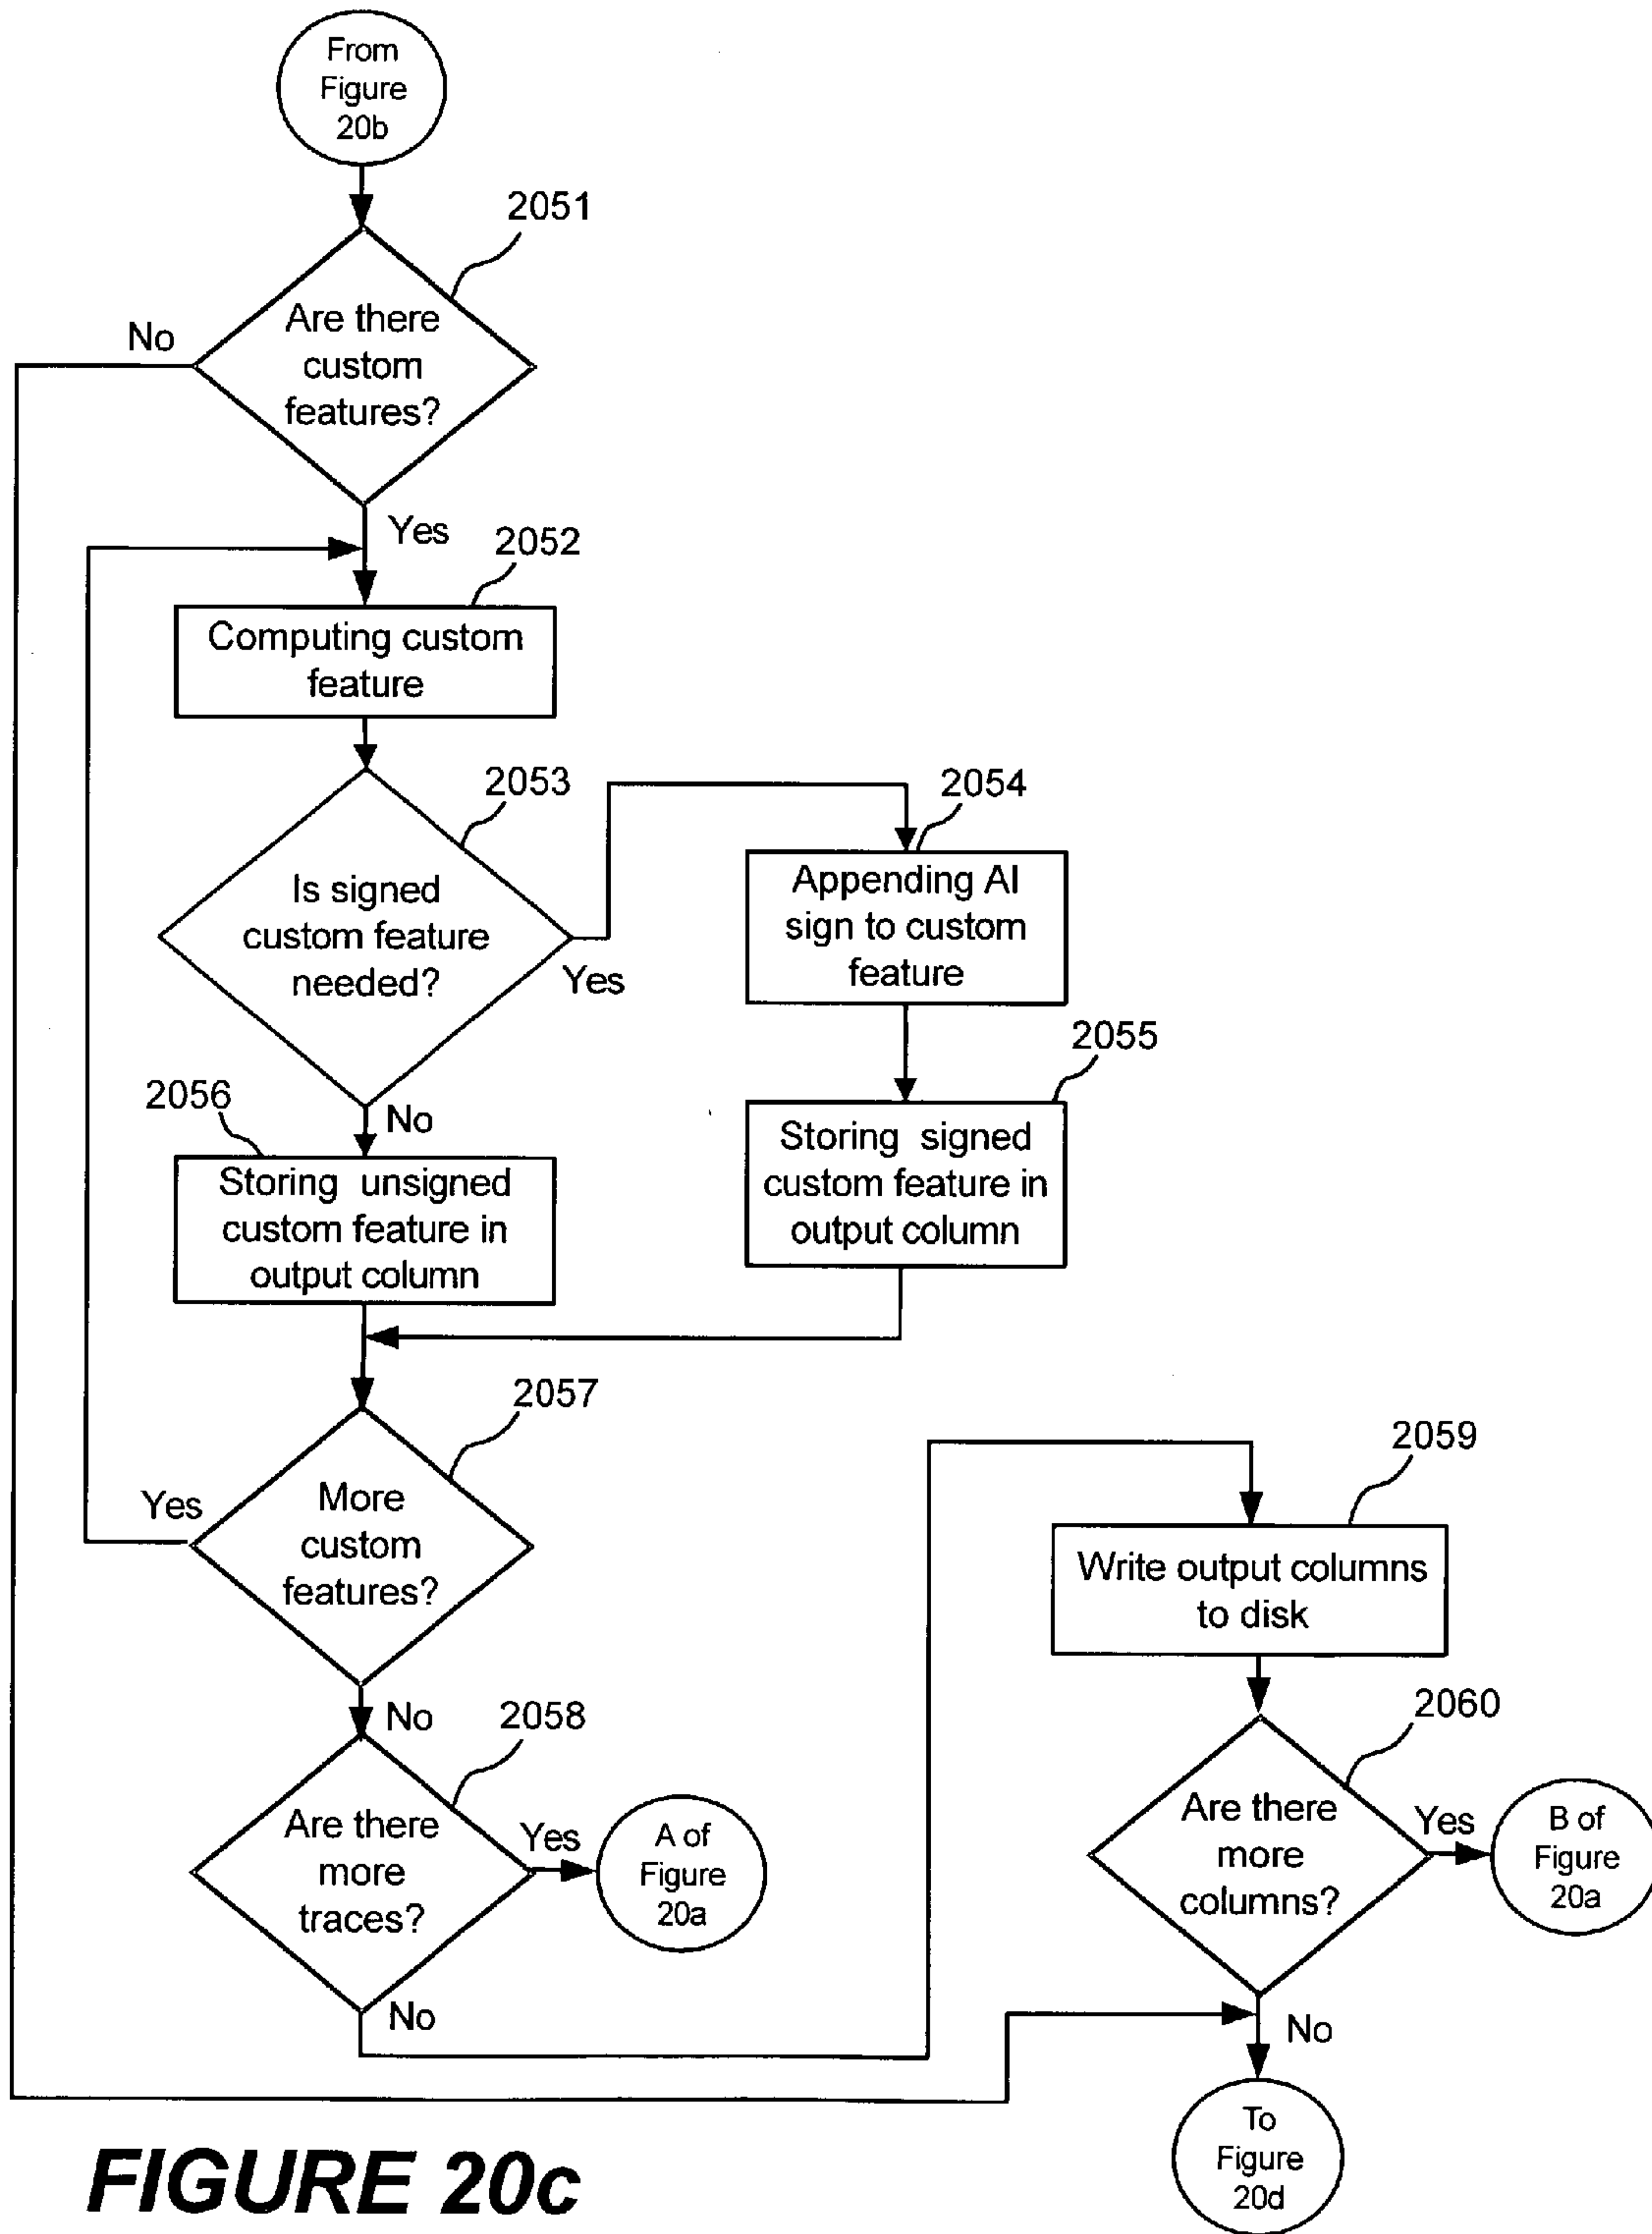 From
Figure
20b
2051
Are there
custom
features?
No
Yes
2052
Computing custom
feature
2053
Is signed
custom feature
needed?
Yes
No
2054
Appending AI
sign to custom
feature
2055
Storing signed
custom feature in
output column
2056
Storing unsigned
custom feature in
output column
2057
More
custom
features?
Yes
No
2058
Are there
more
traces?
Yes
A of
Figure
20a
No
2059
Write output columns
to disk
2060
Are there
more
columns?
Yes
B of
Figure
20a
No
To
Figure
20d
FIGURE 20c